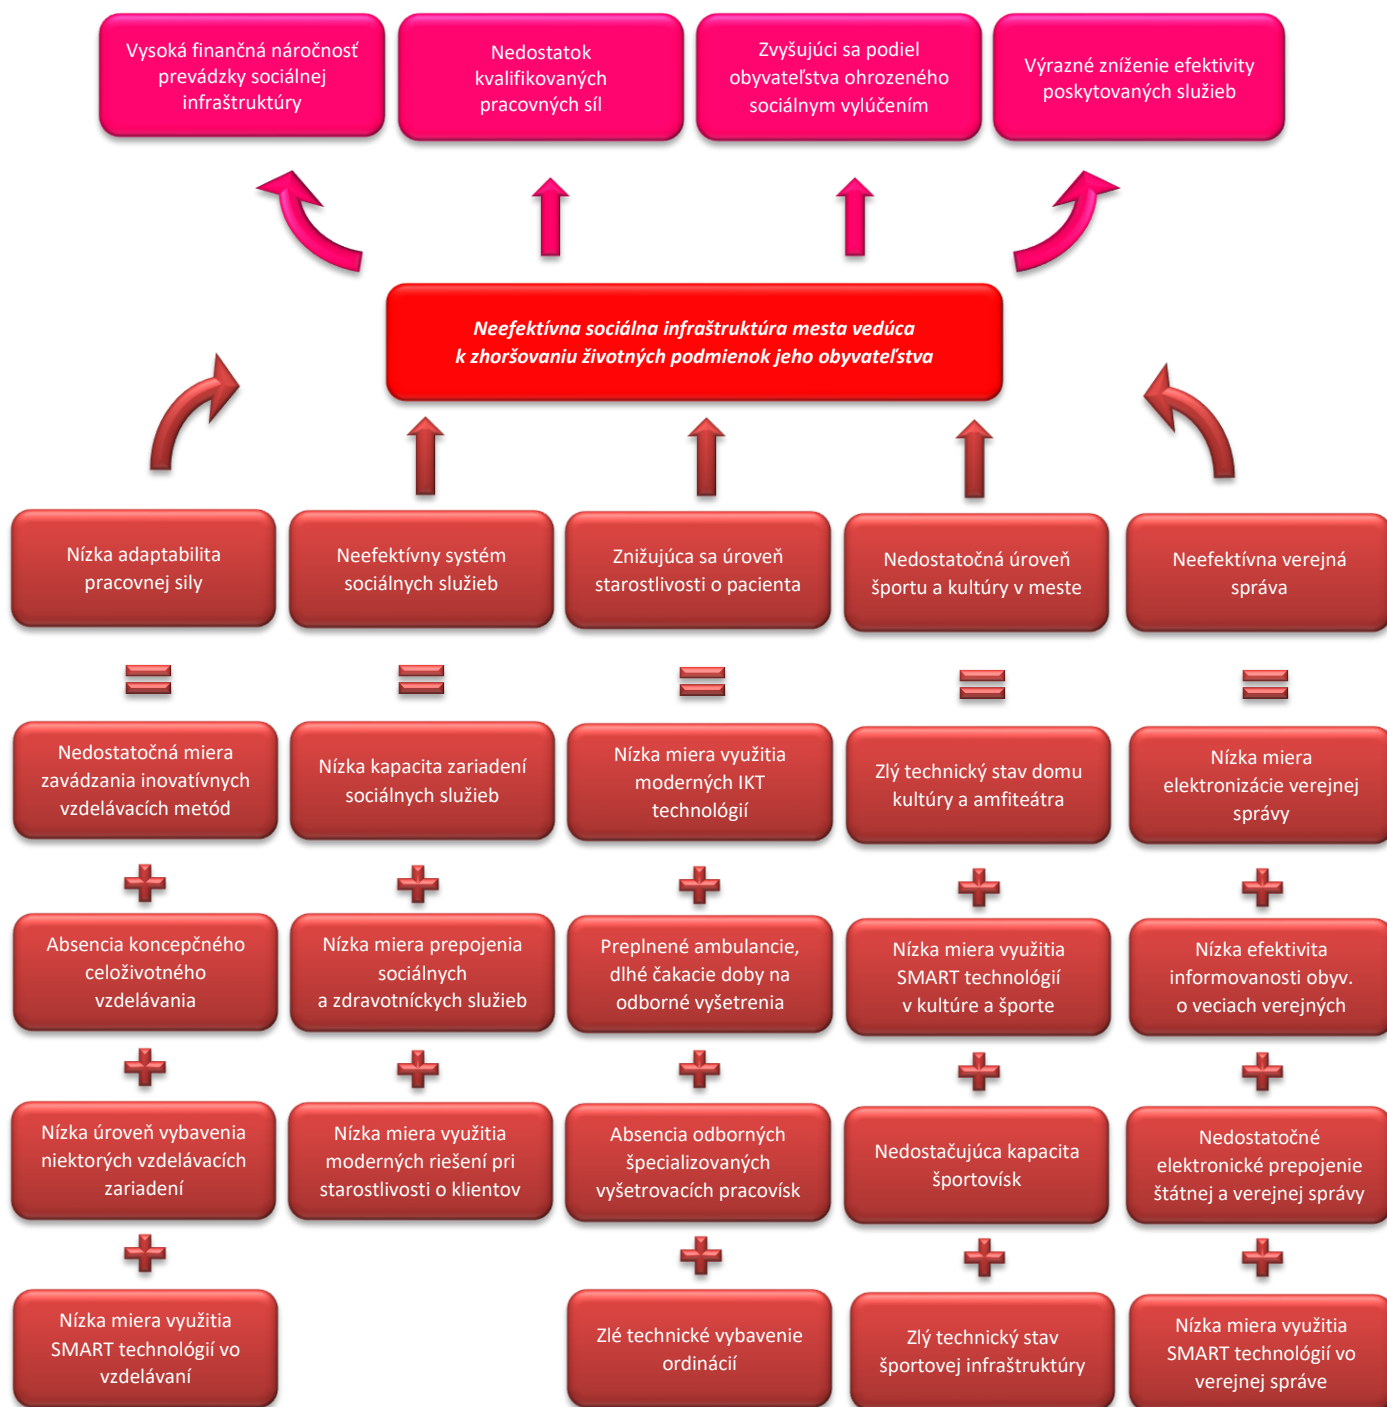 Vysoká finančná náročnosť
prevádzky sociálnej
infraštruktúry
Nedostatok
kvalifikovaných
pracovných síl
Zvyšujúci sa podiel
obyvateľstva ohrozeného
sociálnym vylúčením
Výrazné zníženie efektivity
poskytovaných služieb
Neefektívna sociálna infraštruktúra mesta vedúca
k zhoršovaniu životných podmienok jeho obyvateľstva
Nízka adaptabilita
pracovnej sily
Neefektívny systém
sociálnych služieb
Znižujúca sa úroveň
starostlivosti o pacienta
Nedostatočná úroveň
športu a kultúry v meste
Neefektívna verejná
správa
Nedostatočná miera
zavádzania inovatívnych
vzdelávacích metód
Nízka kapacita zariadení
sociálnych služieb
Nízka miera využitia
moderných IKT
technológií
Zlý technický stav domu
kultúry a amfiteátra
Nízka miera
elektronizácie verejnej
správy
Absencia koncepčného
celoživotného
vzdelávania
Nízka miera prepojenia
sociálnych
a zdravotníckych služieb
Preplnené ambulancie,
dlhé čakacie doby na
odborné vyšetrenia
Nízka miera využitia
SMART technológií
v kultúre a športe
Nízka efektivita
informovanosti obyv.
o veciach verejných
Nízka úroveň vybavenia
niektorých vzdelávacích
zariadení
Nízka miera využitia
moderných riešení pri
starostlivosti o klientov
Absencia odborných
špecializovaných
vyšetrovacích pracovísk
Nedostačujúca kapacita
športovísk
Nedostatočné
elektronické prepojenie
štátnej a verejnej správy
Nízka miera využitia
SMART technológií vo
vzdelávaní
Zlé technické vybavenie
ordinácií
Zlý technický stav
športovej infraštruktúry
Nízka miera využitia
SMART technológií vo
verejnej správe